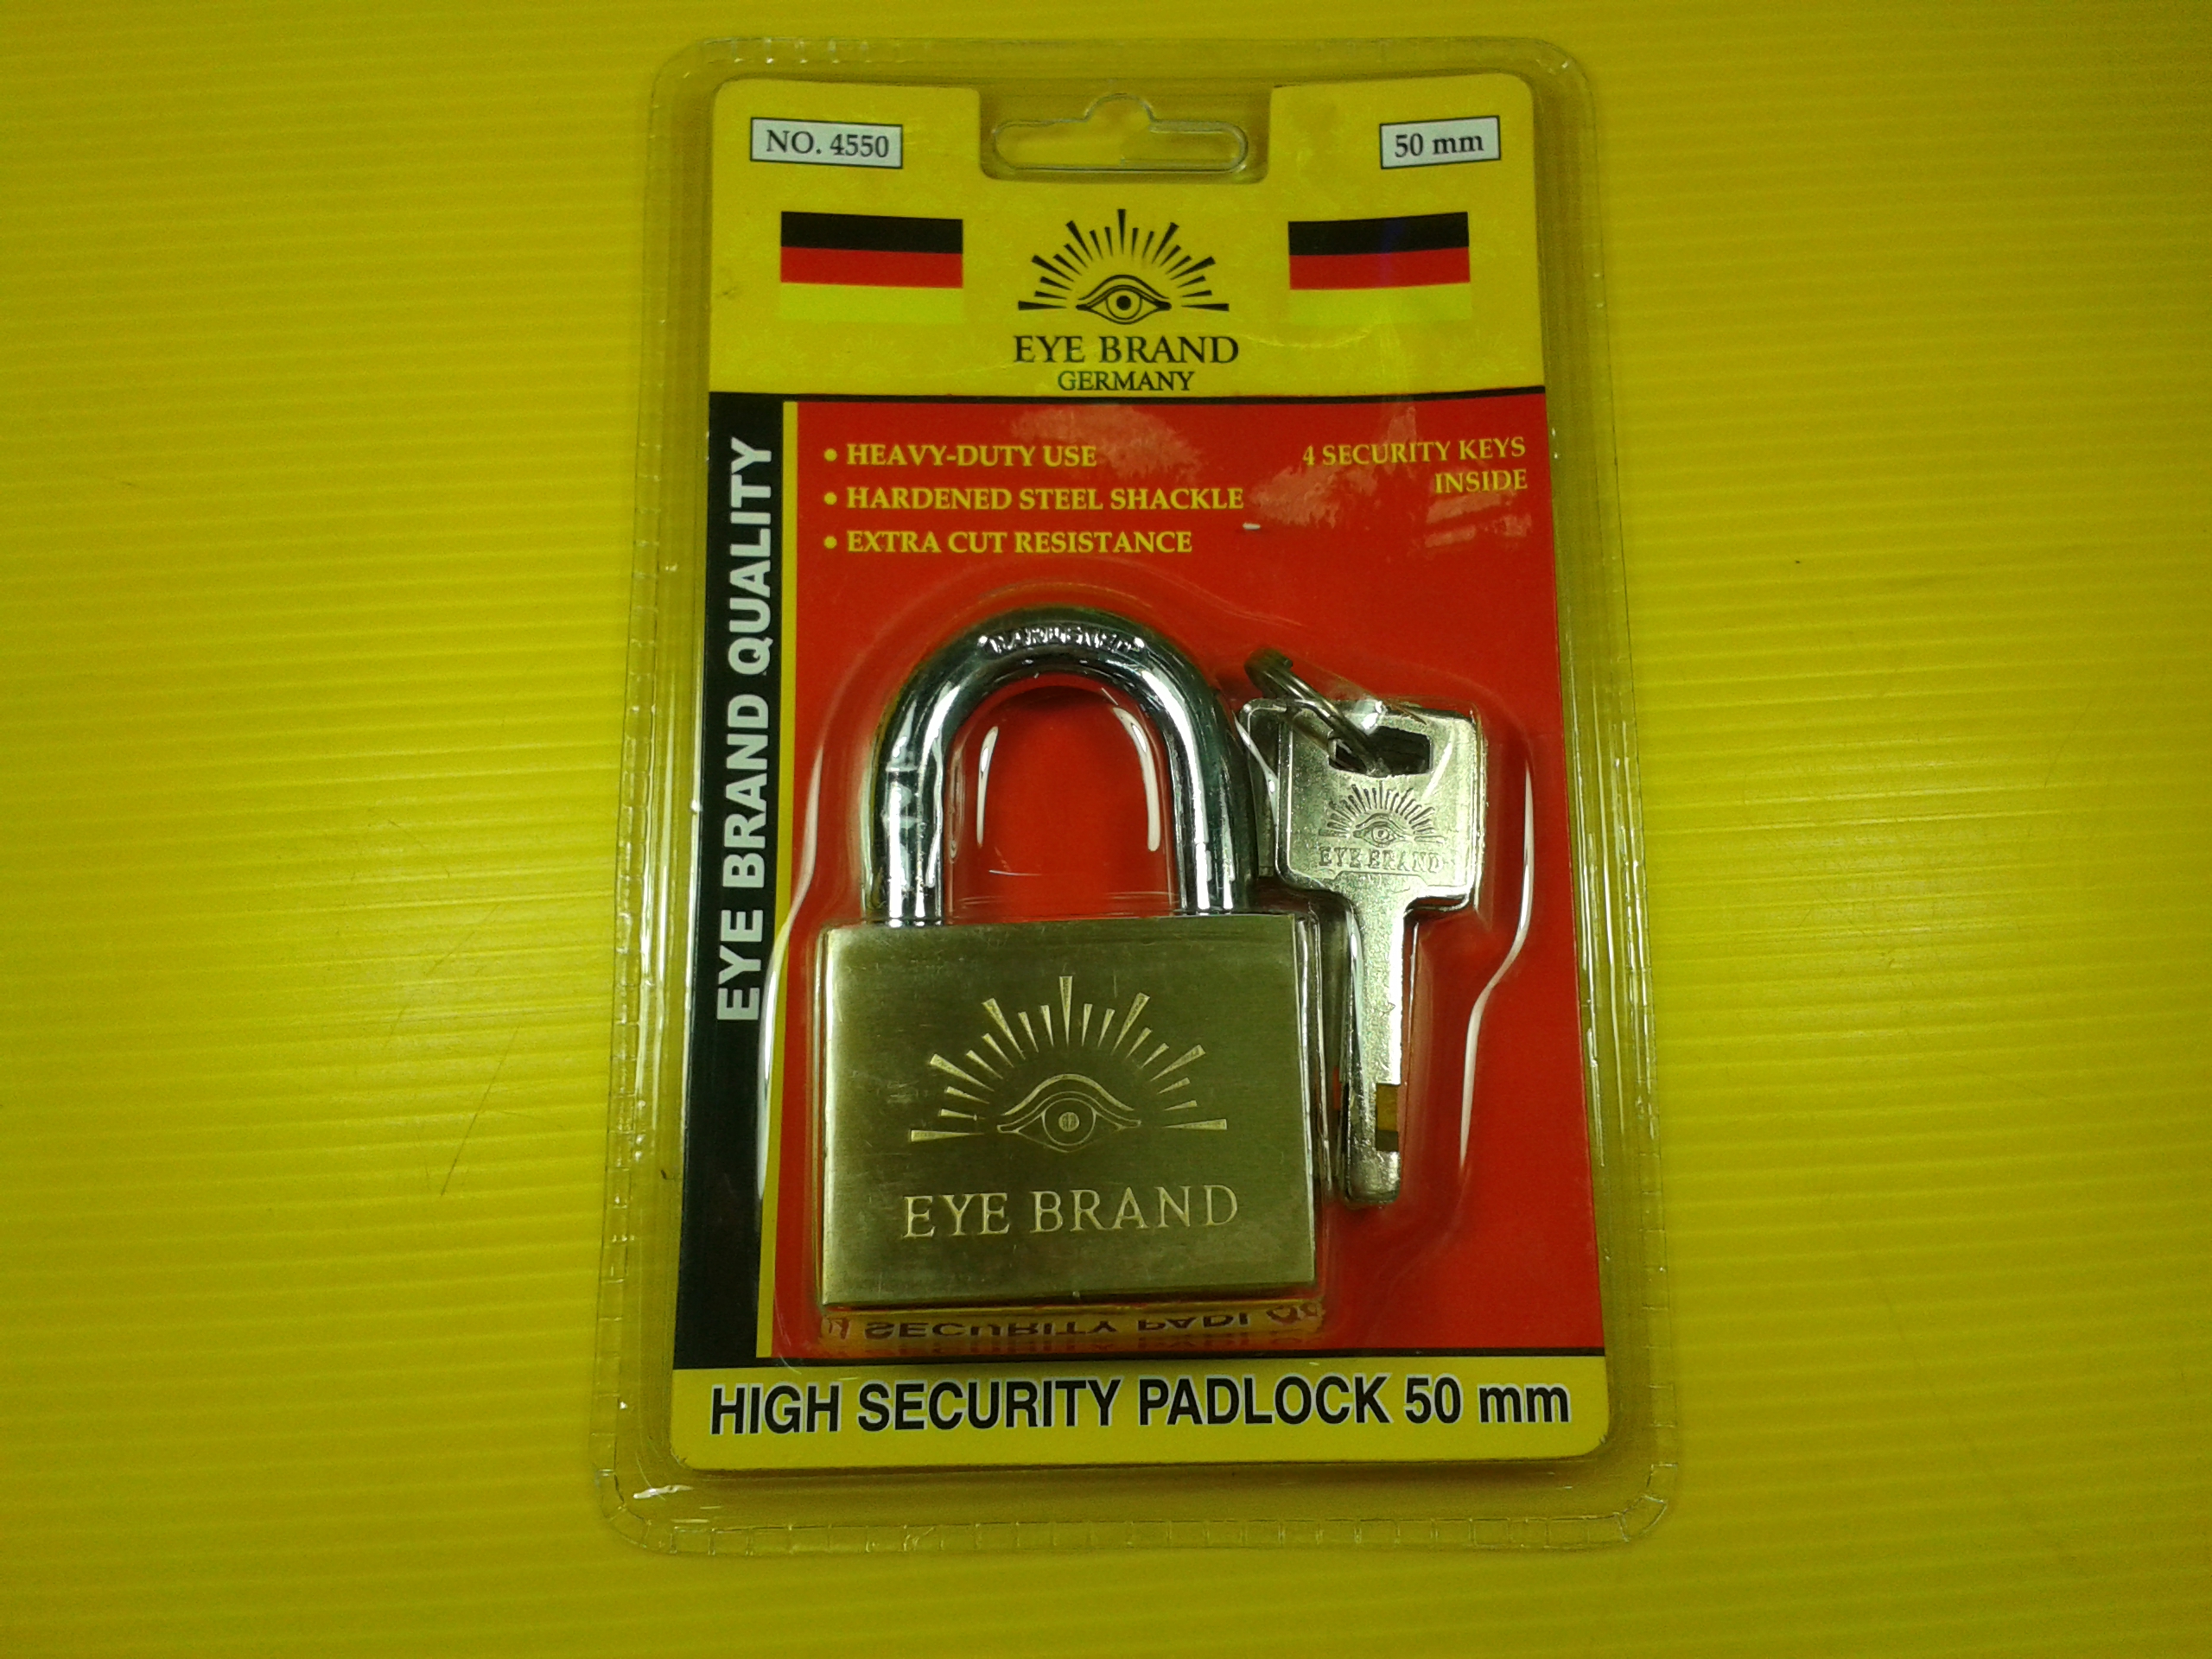 NO. 4550
50 mm
EYE BRAND
GERMANY
• HEAVY-DUTY USE
• HARDENED STEEL SHACKLE
• EXTRA CUT RESISTANCE
4 SECURITY KEYS
INSIDE
EYE BRAND QUALITY
HARDENED
EYE BRAND
EYE BRAND
HIGH SECURITY PADLOCK 50 mm